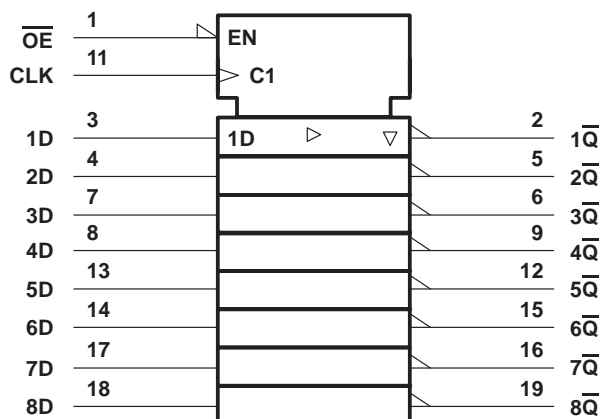 1
O̅E̅ EN
11
CLK C1
3 2
1D 1D 1Q̅
4 5
2D 2Q̅
7 6
3D 3Q̅
8 9
4D 4Q̅
13 12
5D 5Q̅
14 15
6D 6Q̅
17 16
7D 7Q̅
18 19
8D 8Q̅